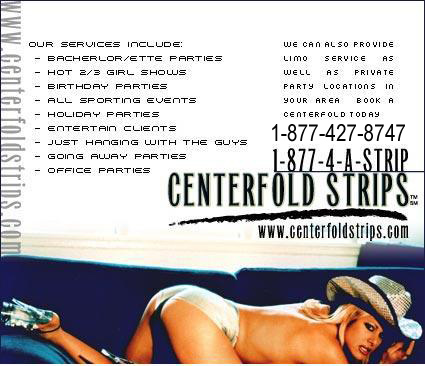 www.centerfoldstrips.com
OUR SERVICES INCLUDE:
- BACHERLOR/ETTE PARTIES
- HOT 2/3 GIRL SHOWS
- BIRTHDAY PARTIES
- ALL SPORTING EVENTS
- HOLIDAY PARTIES
- ENTERTAIN CLIENTS
- JUST HANGING WITH THE GUYS
- GOING AWAY PARTIES
- OFFICE PARTIES
WE CAN ALSO PROVIDE
LIMO SERVICE AS
WELL AS PRIVATE
PARTY LOCATIONS IN
YOUR AREA BOOK A
CENTERFOLD TODAY
1-877-427-8747
1-877-4-A-STRIP
CENTERFOLD STRIPS TM
SM
www.centerfoldstrips.com